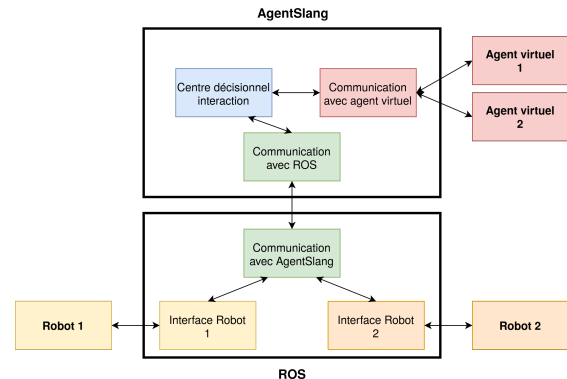 AgentSlang
Centre décisionnel
interaction
Communication
avec agent virtuel
Agent virtuel
1
Agent virtuel
2
Communication
avec ROS
Communication
avec AgentSlang
Robot 1
Interface Robot
1
Interface Robot
2
Robot 2
ROS